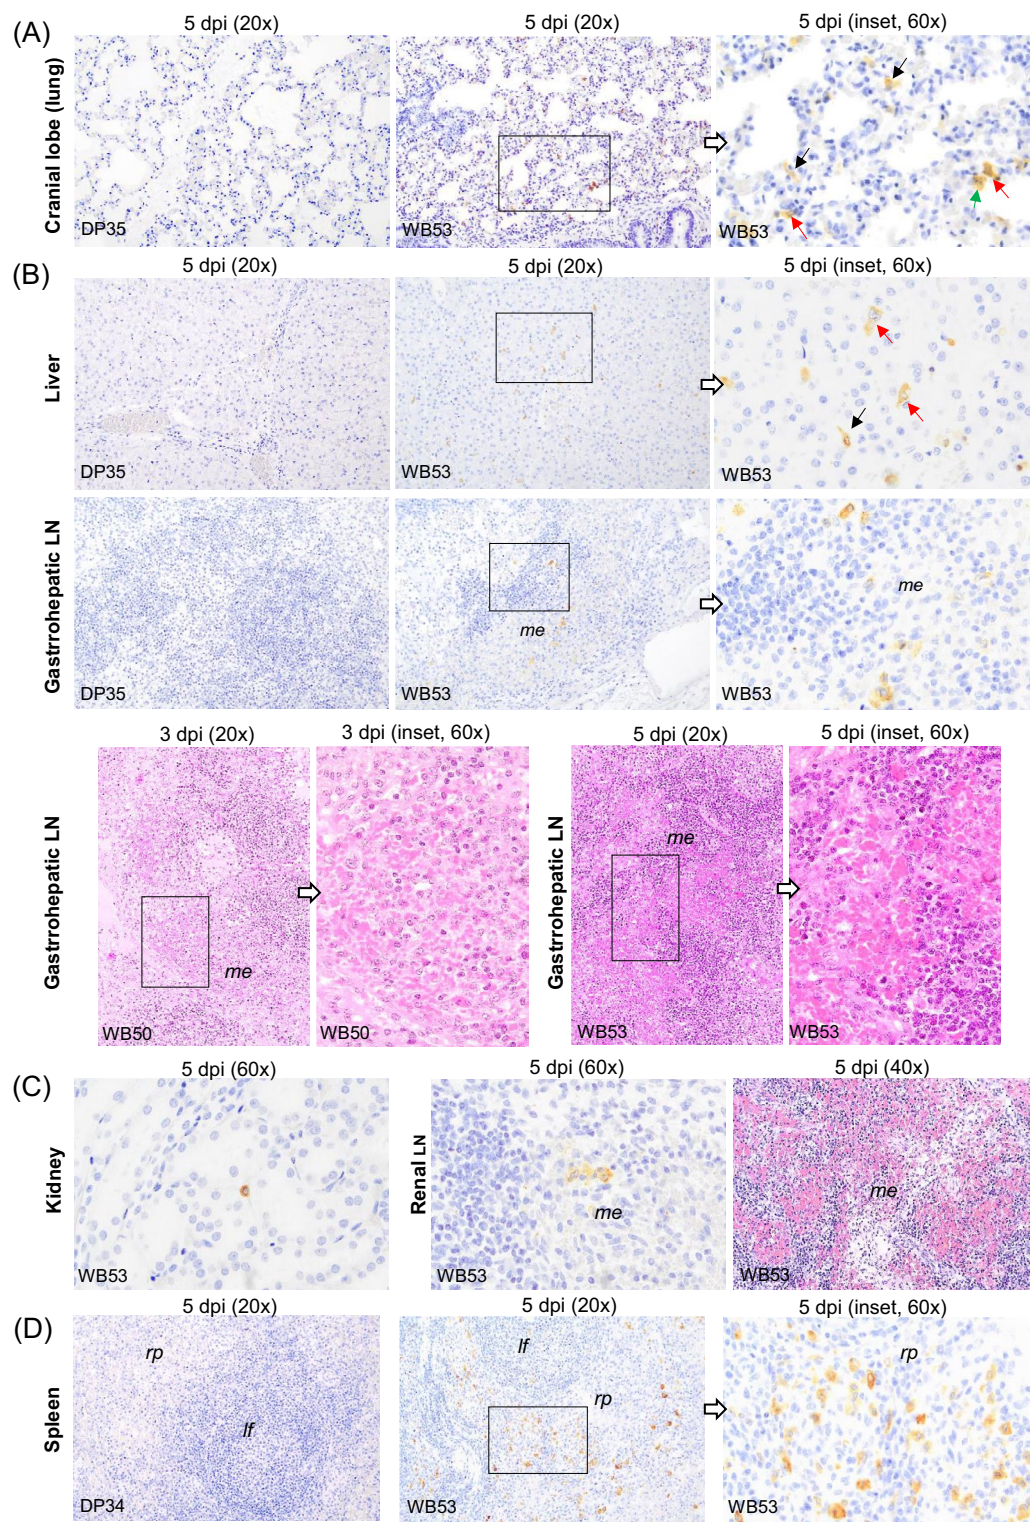 (A)
5 dpi (20x)
5 dpi (20x)
5 dpi (inset, 60x)
Cranial lobe (lung)
DP35
WB53
WB53
(B)
5 dpi (20x)
5 dpi (20x)
5 dpi (inset, 60x)
Liver
DP35
WB53
WB53
Gastrrohepatic LN
DP35
me
WB53
me
WB53
3 dpi (20x)
3 dpi (inset, 60x)
5 dpi (20x)
5 dpi (inset, 60x)
Gastrrohepatic LN
me
WB50
WB50
Gastrrohepatic LN
me
WB53
WB53
(C)
5 dpi (60x)
5 dpi (60x)
5 dpi (40x)
Kidney
WB53
Renal LN
me
WB53
me
WB53
(D)
5 dpi (20x)
5 dpi (20x)
5 dpi (inset, 60x)
Spleen
rp
lf
DP34
lf
rp
WB53
rp
WB53